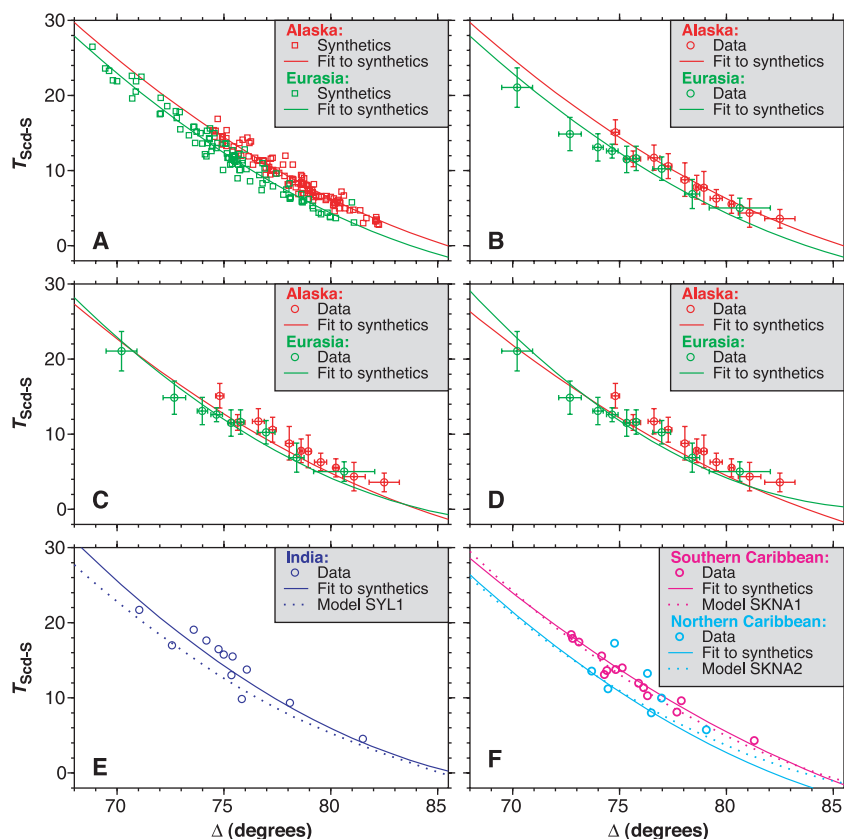 30
20
10
0
T Scd-S
Alaska:
Synthetics
Fit to synthetics
Eurasia:
Synthetics
Fit to synthetics
A
Alaska:
Data
Fit to synthetics
Eurasia:
Data
Fit to synthetics
B
30
20
10
0
T Scd-S
Alaska:
Data
Fit to synthetics
Eurasia:
Data
Fit to synthetics
C
Alaska:
Data
Fit to synthetics
Eurasia:
Data
Fit to synthetics
D
30
20
10
0
T Scd-S
India:
Data
Fit to synthetics
Model SYL1
E
Southern Caribbean:
Data
Fit to synthetics
Model SKNA1
Northern Caribbean:
Data
Fit to synthetics
Model SKNA2
F
70 75 80 85
Δ (degrees)
70 75 80 85
Δ (degrees)